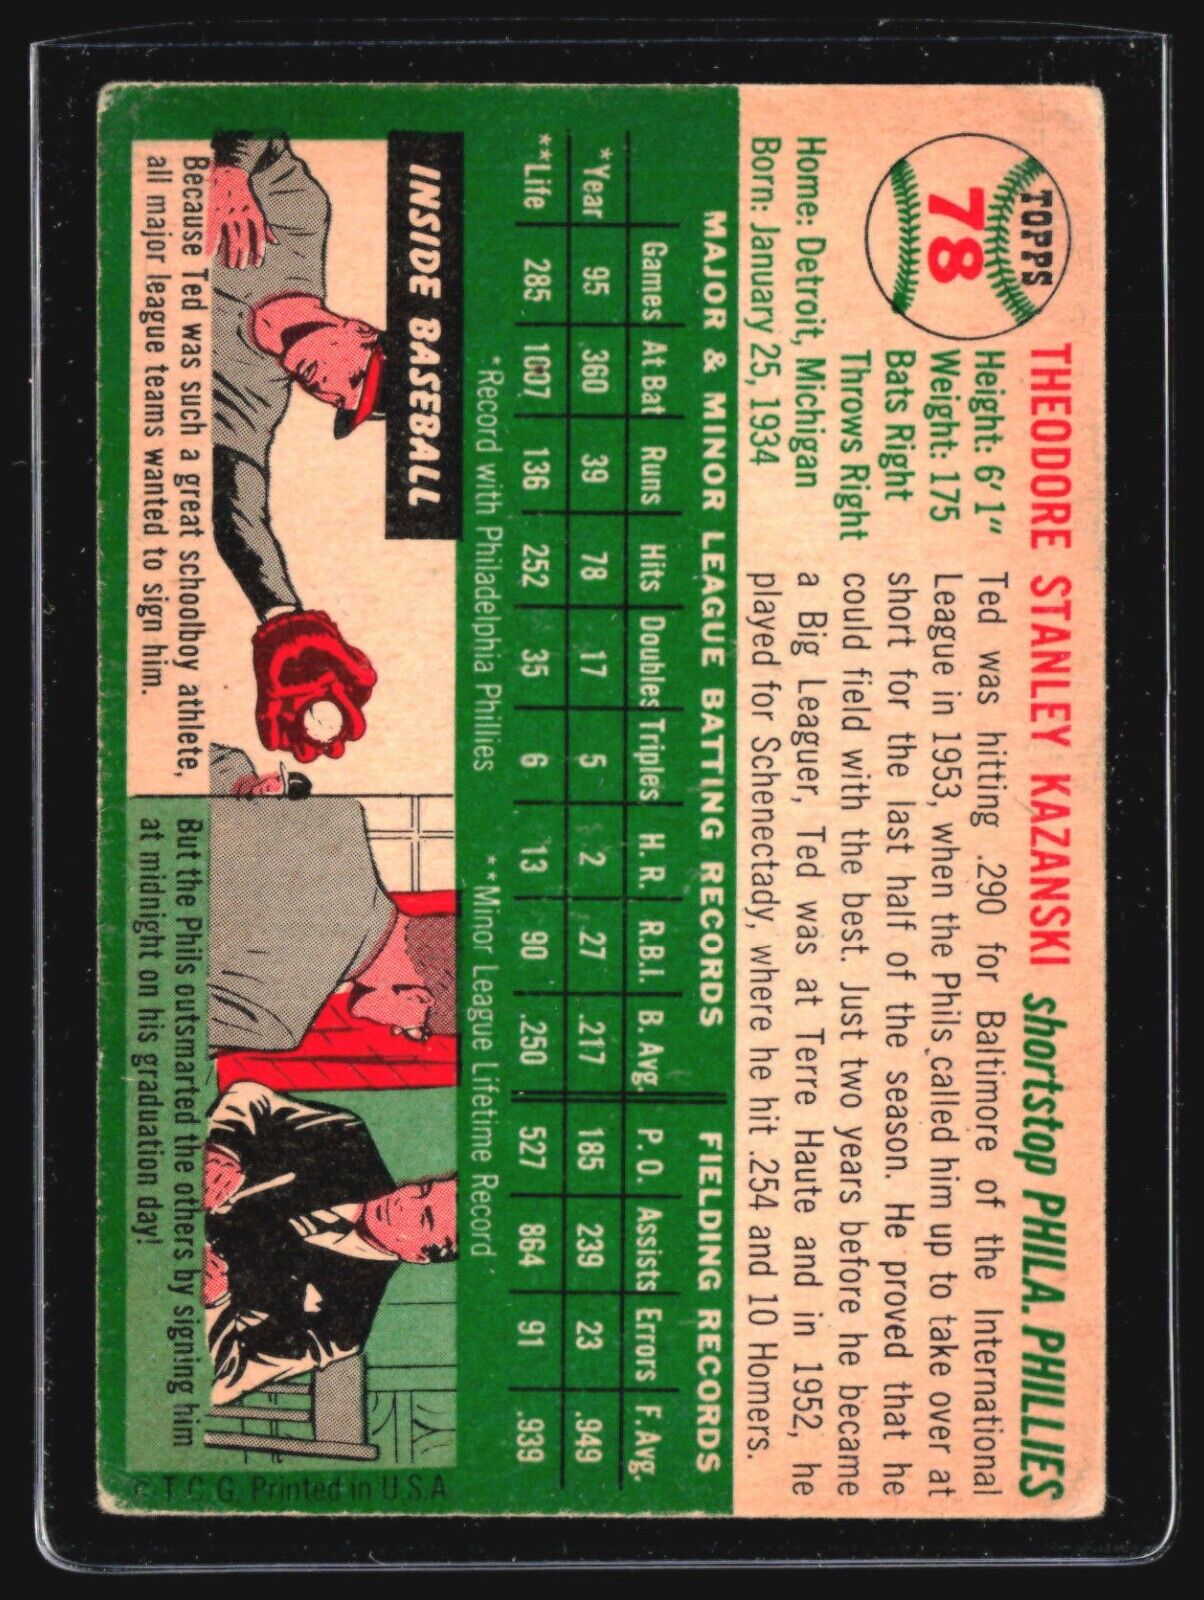 TOPPS
78
THEODORE STANLEY KAZANSKI shortstop PHILA. PHILLIES
Height: 6' 1"
Weight: 175
Bats Right
Throws Right
Home: Detroit, Michigan
Born: January 25, 1934
Ted was hitting .290 for Baltimore of the International
League in 1953, when the Phils called him up to take over at
short for the last half of the season. He proved that he
could field with the best. Just two years before he became
a Big Leaguer, Ted was at Terre Haute and in 1952, he
played for Schenectady, where he hit .254 and 10 Homers.
MAJOR & MINOR LEAGUE BATTING RECORDS FIELDING RECORDS
Games At Bat Runs Hits Doubles Triples H. R. R.B.I. B. Avg. P. O. Assists Errors F. Avg.
*Year 95 360 39 78 17 5 2 27 .217 185 239 23 .949
**Life 285 1007 136 252 35 6 13 90 .250 527 864 91 .939
*Record with Philadelphia Phillies **Minor League Lifetime Record
INSIDE BASEBALL
Because Ted was such a great schoolboy athlete,
all major league teams wanted to sign him.
But the Phils outsmarted the others by signing him
at midnight on his graduation day!
© T. C. G. Printed in U.S.A